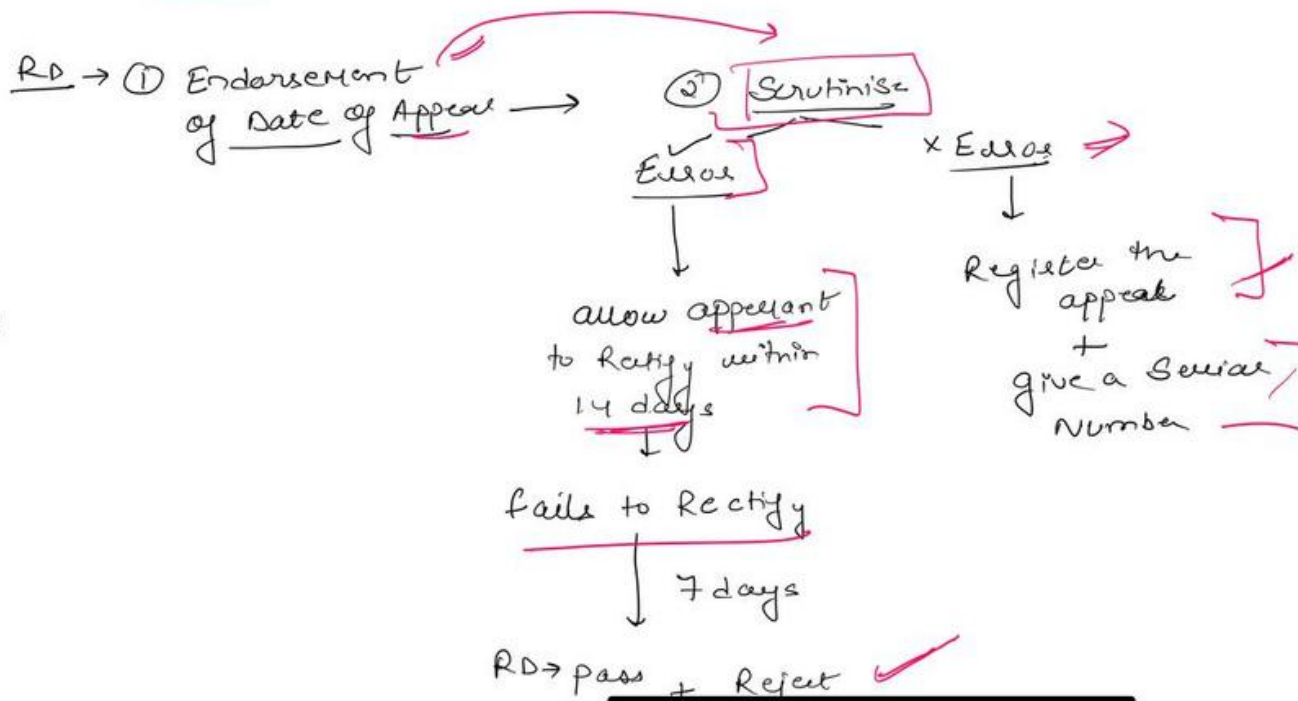 RD → ① Endorsement
of Date of Appeal →
② Scrutinise
Error
× Error
allow appellant
to Rectify within
14 days
fails to Rectify
7 days
RD → pass + Reject
Register the
appeal
+
give a Serial
Number